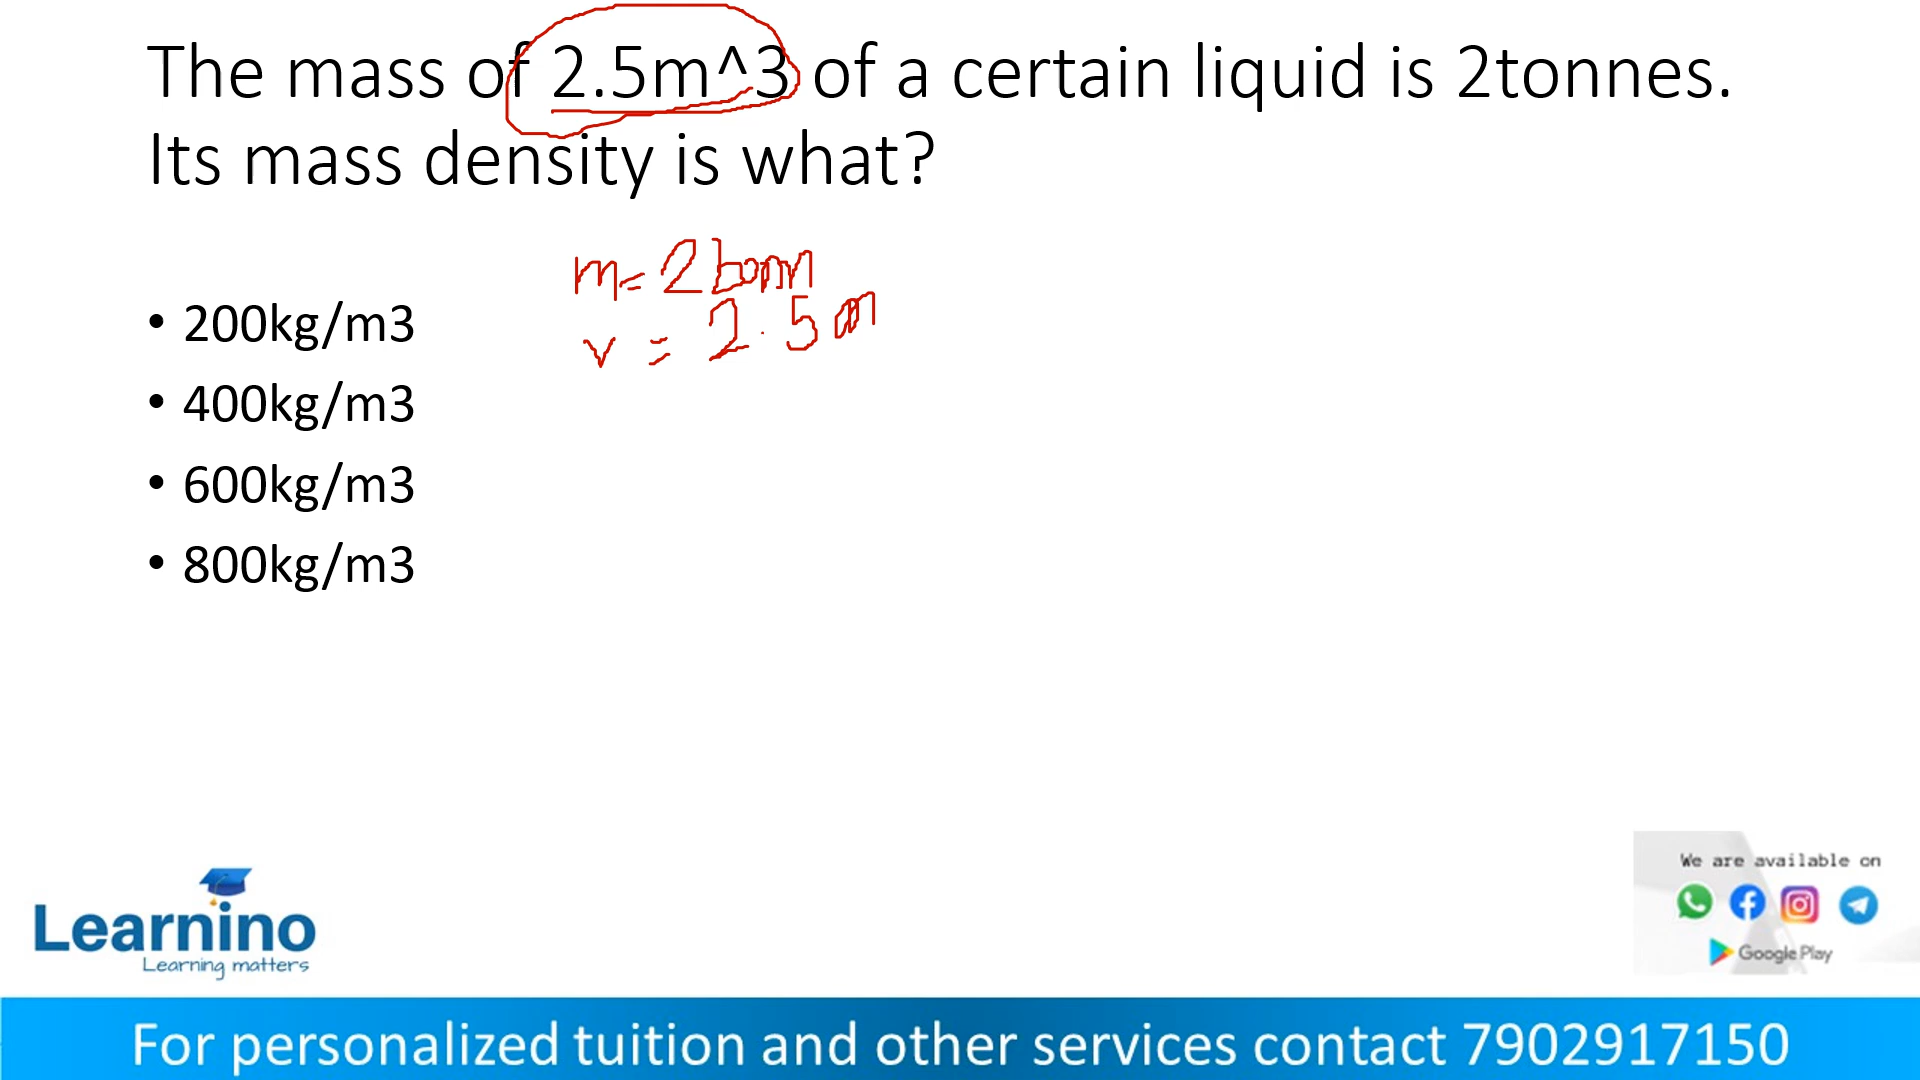 The mass of 2.5m^3 of a certain liquid is 2tonnes.
Its mass density is what?
m= 2 tonn
• 200kg/m3
v = 2.5 m
• 400kg/m3
• 600kg/m3
• 800kg/m3
We are available on
Learnino
Google Play
Learning matters
For personalized tuition and other services contact 7902917150